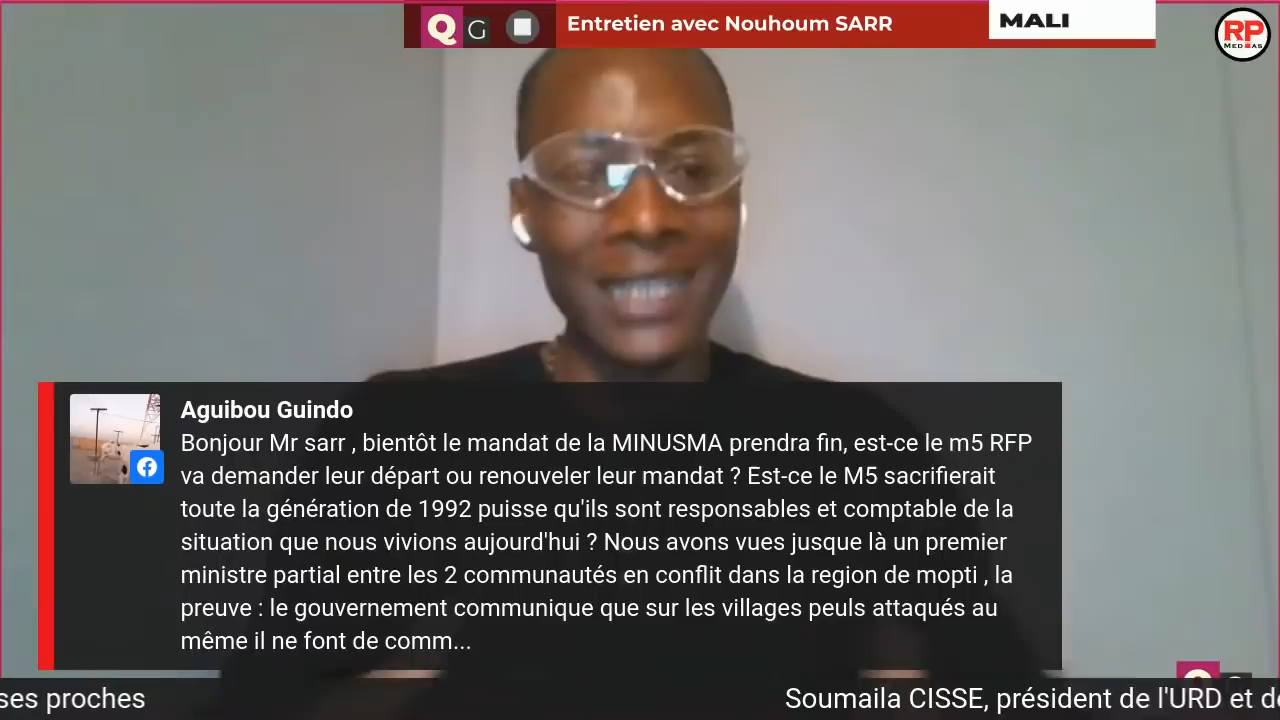 Q G
Entretien avec Nouhoum SARR
MALI
RP
MEDIAS
Aguibou Guindo
Bonjour Mr sarr , bientôt le mandat de la MINUSMA prendra fin, est-ce le m5 RFP
va demander leur départ ou renouveler leur mandat ? Est-ce le M5 sacrifierait
toute la génération de 1992 puisse qu'ils sont responsables et comptable de la
situation que nous vivions aujourd'hui ? Nous avons vues jusque là un premier
ministre partial entre les 2 communautés en conflit dans la region de mopti , la
preuve : le gouvernement communique que sur les villages peuls attaqués au
même il ne font de comm...
ses proches
Soumaila CISSE, président de l'URD et